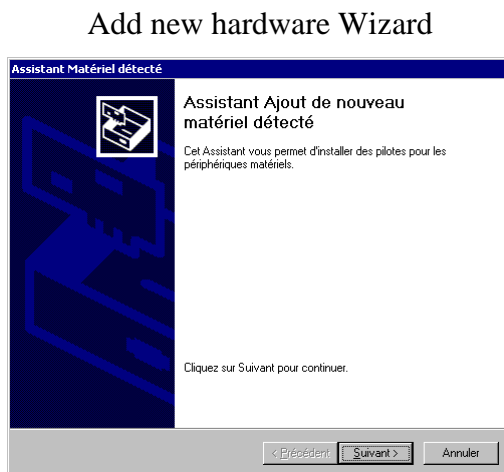 Add new hardware Wizard
Assistant Matériel détecté
Assistant Ajout de nouveau
matériel détecté
Cet Assistant vous permet d'installer des pilotes pour les
périphériques matériels.
Cliquez sur Suivant pour continuer.
< Précédent Suivant > Annuler